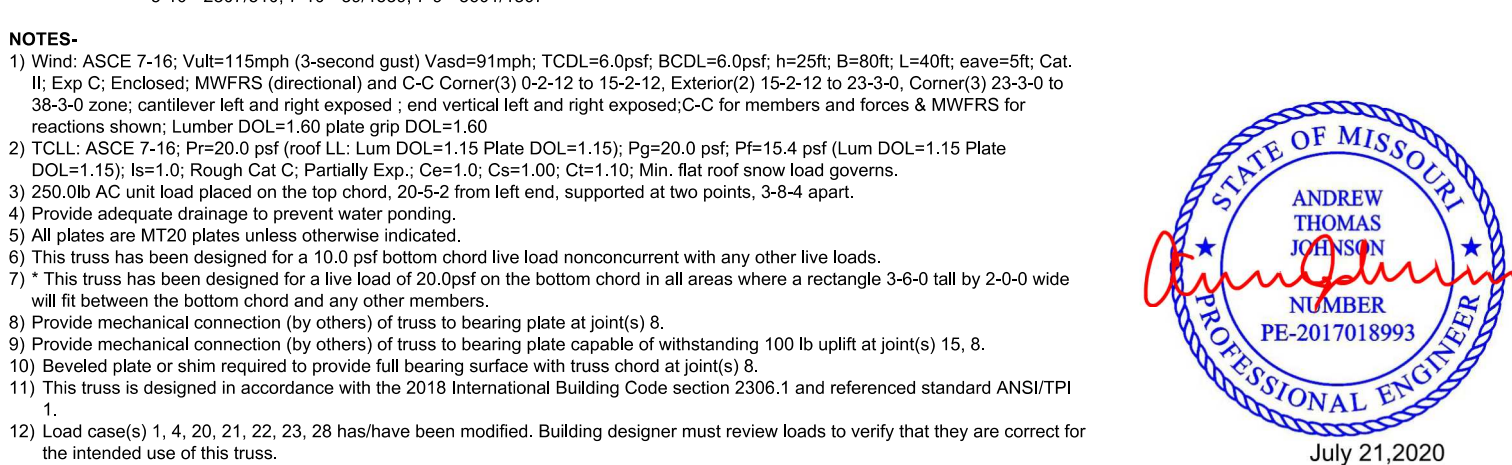 NOTES-
1) Wind: ASCE 7-16; Vult=115mph (3-second gust) Vasd=91mph; TCDL=6.0psf; BCDL=6.0psf; h=25ft; B=80ft; L=40ft; eave=5ft; Cat.
II; Exp C; Enclosed; MWFRS (directional) and C-C Corner(3) 0-2-12 to 15-2-12, Exterior(2) 15-2-12 to 23-3-0, Corner(3) 23-3-0 to
38-3-0 zone; cantilever left and right exposed ; end vertical left and right exposed;C-C for members and forces & MWFRS for
reactions shown; Lumber DOL=1.60 plate grip DOL=1.60
2) TCLL: ASCE 7-16; Pr=20.0 psf (roof LL: Lum DOL=1.15 Plate DOL=1.15); Pg=20.0 psf; Pf=15.4 psf (Lum DOL=1.15 Plate
DOL=1.15); Is=1.0; Rough Cat C; Partially Exp.; Ce=1.0; Cs=1.00; Ct=1.10; Min. flat roof snow load governs.
3) 250.0lb AC unit load placed on the top chord, 20-5-2 from left end, supported at two points, 3-8-4 apart.
4) Provide adequate drainage to prevent water ponding.
5) All plates are MT20 plates unless otherwise indicated.
6) This truss has been designed for a 10.0 psf bottom chord live load nonconcurrent with any other live loads.
7) * This truss has been designed for a live load of 20.0psf on the bottom chord in all areas where a rectangle 3-6-0 tall by 2-0-0 wide
will fit between the bottom chord and any other members.
8) Provide mechanical connection (by others) of truss to bearing plate at joint(s) 8.
9) Provide mechanical connection (by others) of truss to bearing plate capable of withstanding 100 lb uplift at joint(s) 15, 8.
10) Beveled plate or shim required to provide full bearing surface with truss chord at joint(s) 8.
11) This truss is designed in accordance with the 2018 International Building Code section 2306.1 and referenced standard ANSI/TPI
1.
12) Load case(s) 1, 4, 20, 21, 22, 23, 28 has/have been modified. Building designer must review loads to verify that they are correct for
the intended use of this truss.
STATE OF MISSOURI
ANDREW
THOMAS
JOHNSON
NUMBER
PE-2017018993
PROFESSIONAL ENGINEER
July 21,2020